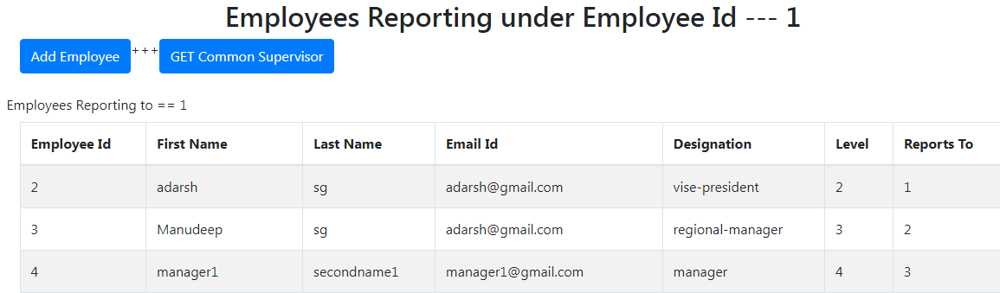 Employees Reporting under Employee Id --- 1
Add Employee +++ GET Common Supervisor
Employees Reporting to == 1
Employee Id First Name Last Name Email Id Designation Level Reports To
2 adarsh sg adarsh@gmail.com vise-president 2 1
3 Manudeep sg adarsh@gmail.com regional-manager 3 2
4 manager1 secondname1 manager1@gmail.com manager 4 3